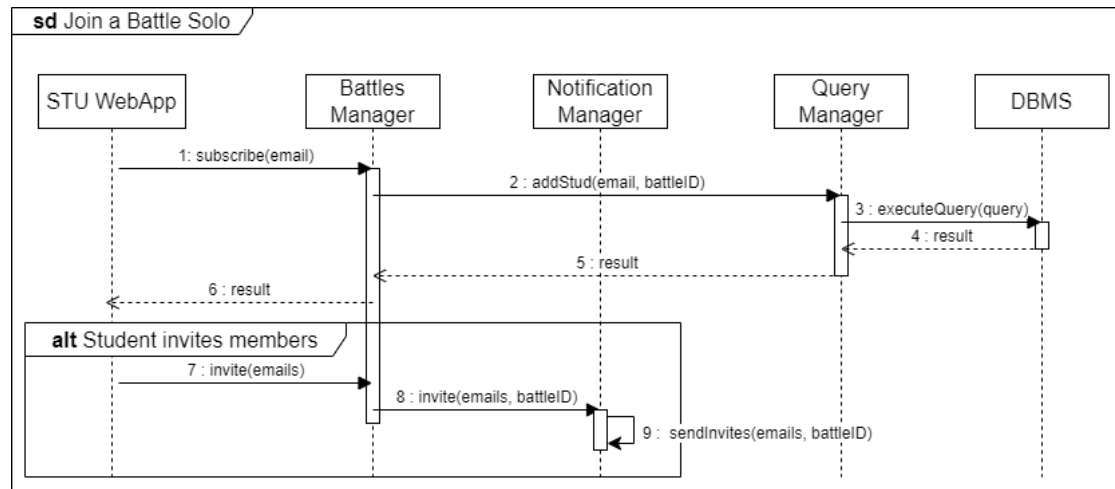 sd Join a Battle Solo
STU WebApp
Battles
Manager
Notification
Manager
Query
Manager
DBMS
1: subscribe(email)
2 : addStud(email, battleID)
3 : executeQuery(query)
4 : result
5 : result
6 : result
alt Student invites members
7 : invite(emails)
8 : invite(emails, battleID)
9 : sendInvites(emails, battleID)